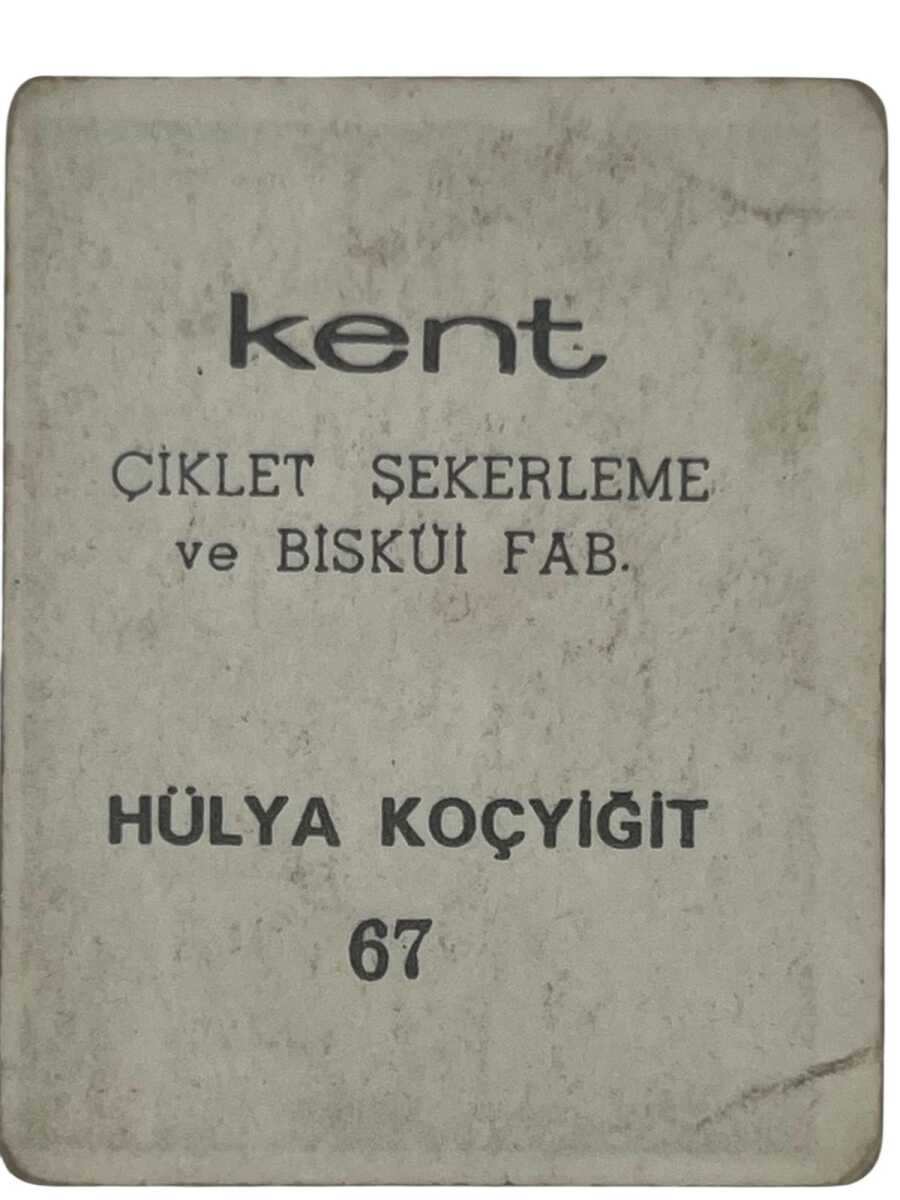 kent
ÇİKLET ŞEKERLEME
ve BİSKÜİ FAB.
HÜLYA KOÇYİĞİT
67